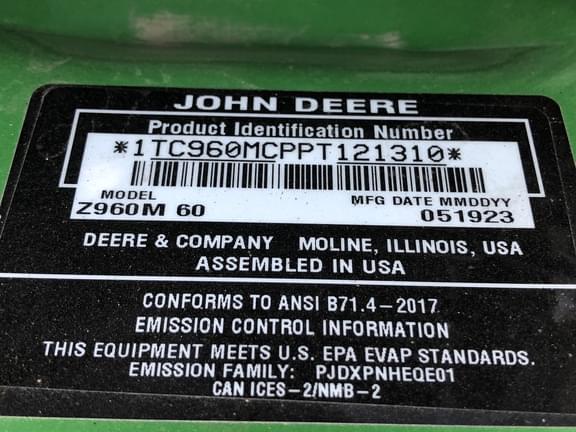 JOHN DEERE
Product Identification Number
*1TC960MCPPT121310*
MODEL MFG DATE MMDDYY
Z960M 60 051923
DEERE & COMPANY MOLINE, ILLINOIS, USA
ASSEMBLED IN USA
CONFORMS TO ANSI B71.4-2017
EMISSION CONTROL INFORMATION
THIS EQUIPMENT MEETS U.S. EPA EVAP STANDARDS.
EMISSION FAMILY: PJDXPNHEQE01
CAN ICES-2/NMB-2